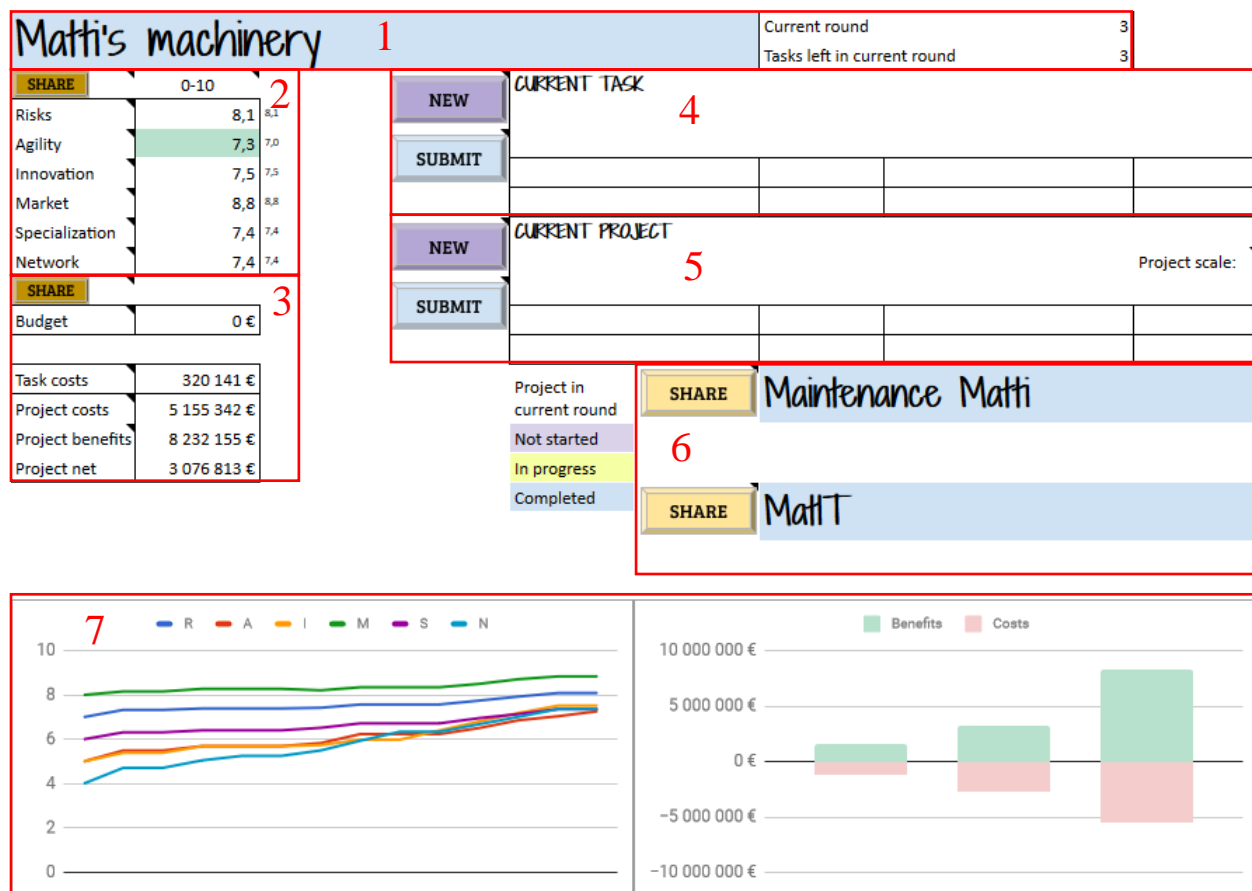 Matti's machinery 1 Current round 3
Tasks left in current round 3
SHARE 0-10 2
Risks 8,1 8,1
Agility 7,3 7,0
Innovation 7,5 7,5
Market 8,8 8,8
Specialization 7,4 7,4
Network 7,4 7,4
NEW CURRENT TASK 4
SUBMIT
NEW CURRENT PROJECT 5
Project scale:
SUBMIT
SHARE 3
Budget 0 €
Task costs 320 141 €
Project costs 5 155 342 €
Project benefits 8 232 155 €
Project net 3 076 813 €
Project in
current round
Not started
In progress
Completed
SHARE Maintenance Matti
6
SHARE MatIT
7 R A I M S N
10
8
6
4
2
0
Benefits Costs
10 000 000 €
5 000 000 €
0 €
−5 000 000 €
−10 000 000 €